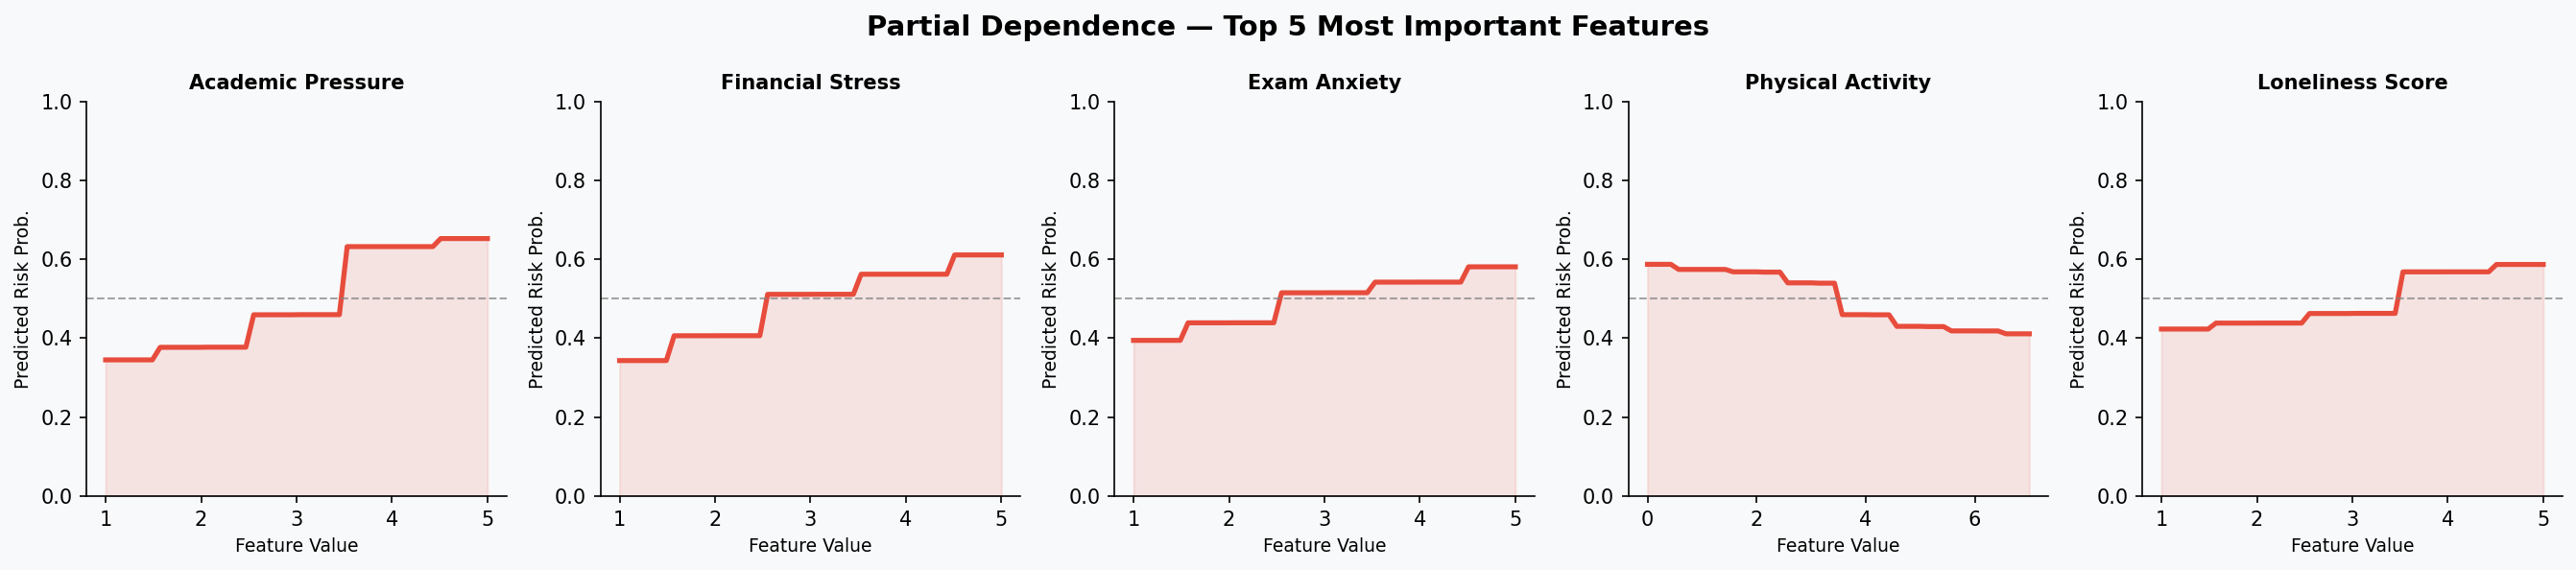 Partial Dependence — Top 5 Most Important Features
Academic Pressure
1.0
0.8
0.6
0.4
0.2
0.0
Predicted Risk Prob.
1 2 3 4 5
Feature Value
Financial Stress
1.0
0.8
0.6
0.4
0.2
0.0
Predicted Risk Prob.
1 2 3 4 5
Feature Value
Exam Anxiety
1.0
0.8
0.6
0.4
0.2
0.0
Predicted Risk Prob.
1 2 3 4 5
Feature Value
Physical Activity
1.0
0.8
0.6
0.4
0.2
0.0
Predicted Risk Prob.
0 2 4 6
Feature Value
Loneliness Score
1.0
0.8
0.6
0.4
0.2
0.0
Predicted Risk Prob.
1 2 3 4 5
Feature Value